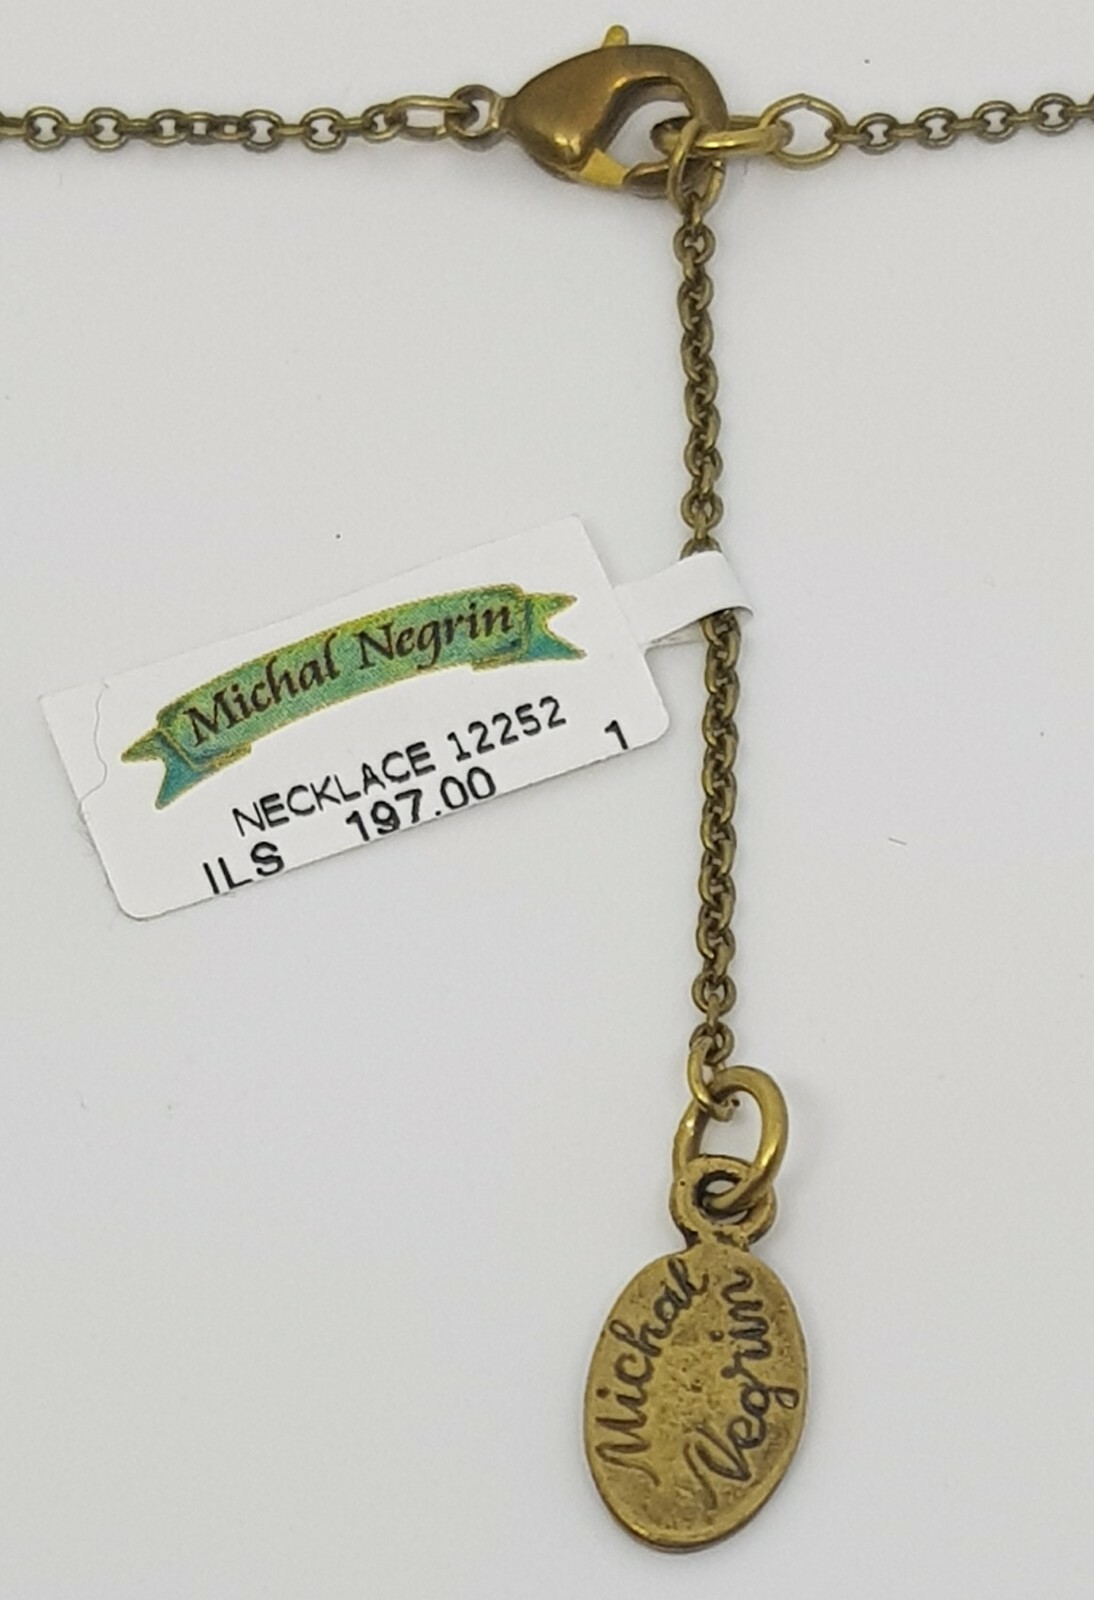 Michal Negrin
NECKLACE 12252
197.00 1
ILS
Michal
Negrin